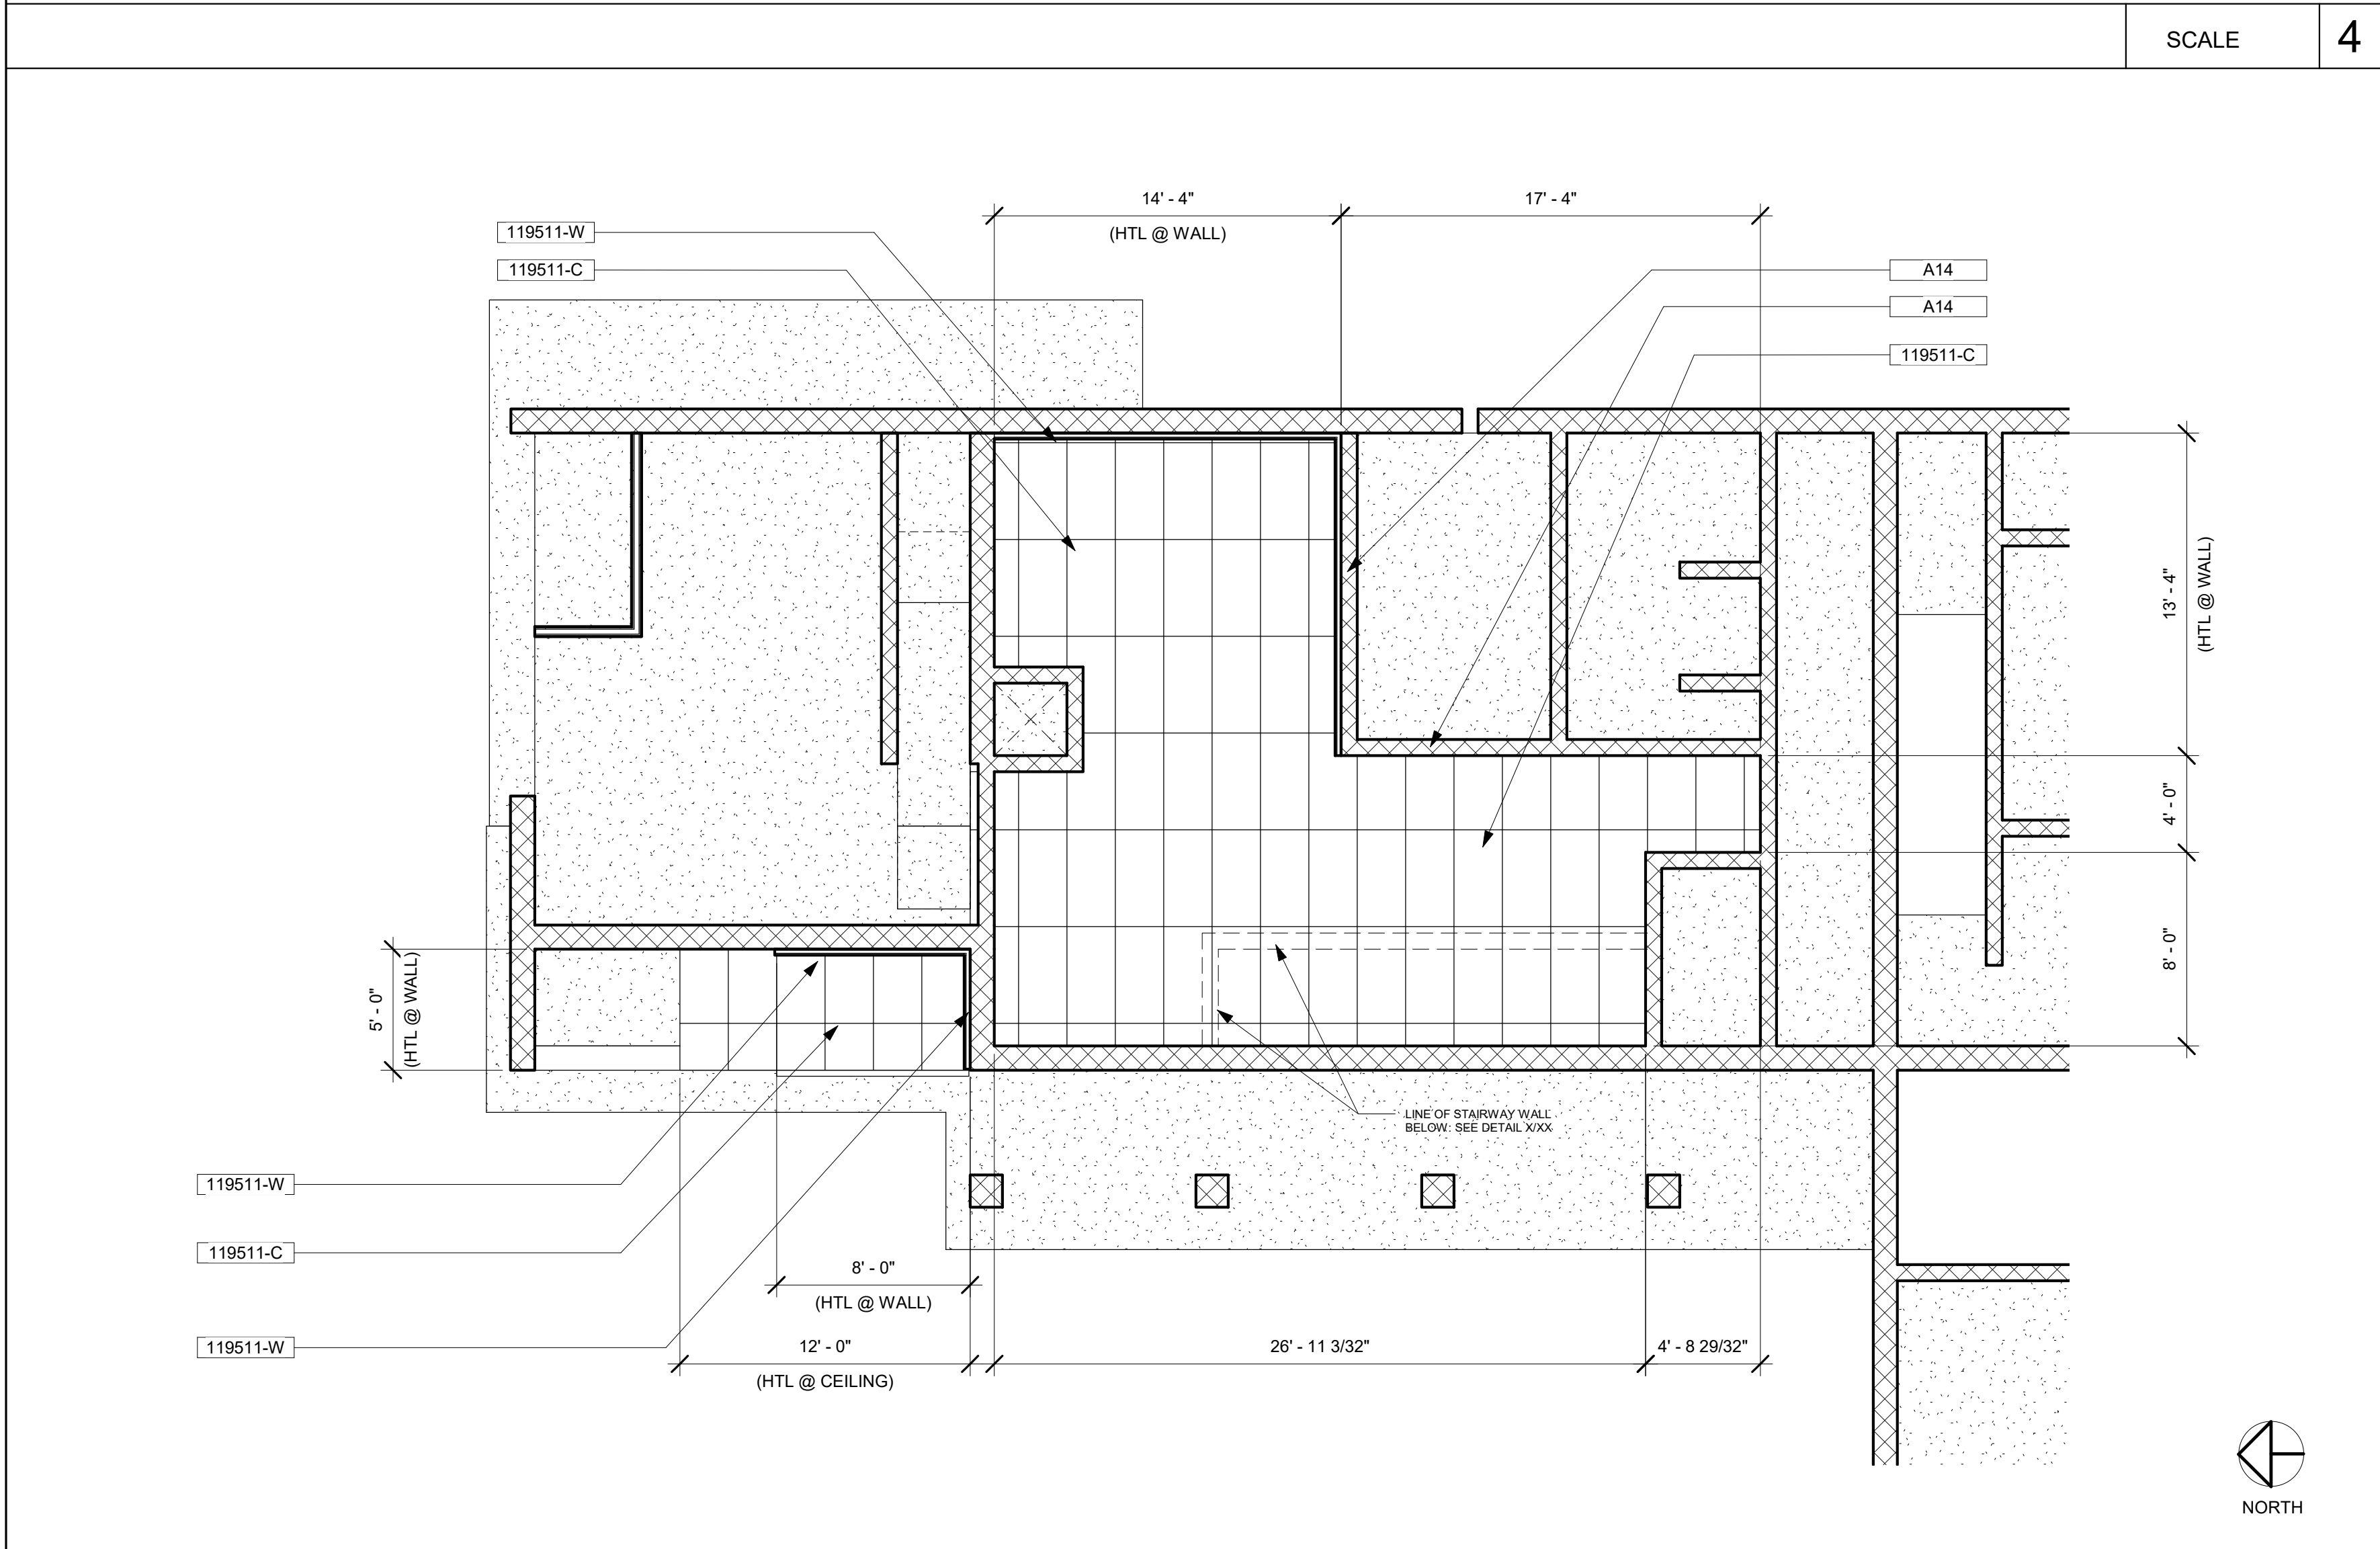 SCALE 4
14' - 4" 17' - 4"
119511-W (HTL @ WALL)
119511-C A14
A14
119511-C
13' - 4"
(HTL @ WALL)
4' - 0"
8' - 0"
5' - 0"
(HTL @ WALL)
LINE OF STAIRWAY WALL
BELOW: SEE DETAIL X/XX
119511-W
119511-C
8' - 0"
(HTL @ WALL)
119511-W 12' - 0" 26' - 11 3/32" 4' - 8 29/32"
(HTL @ CEILING)
NORTH